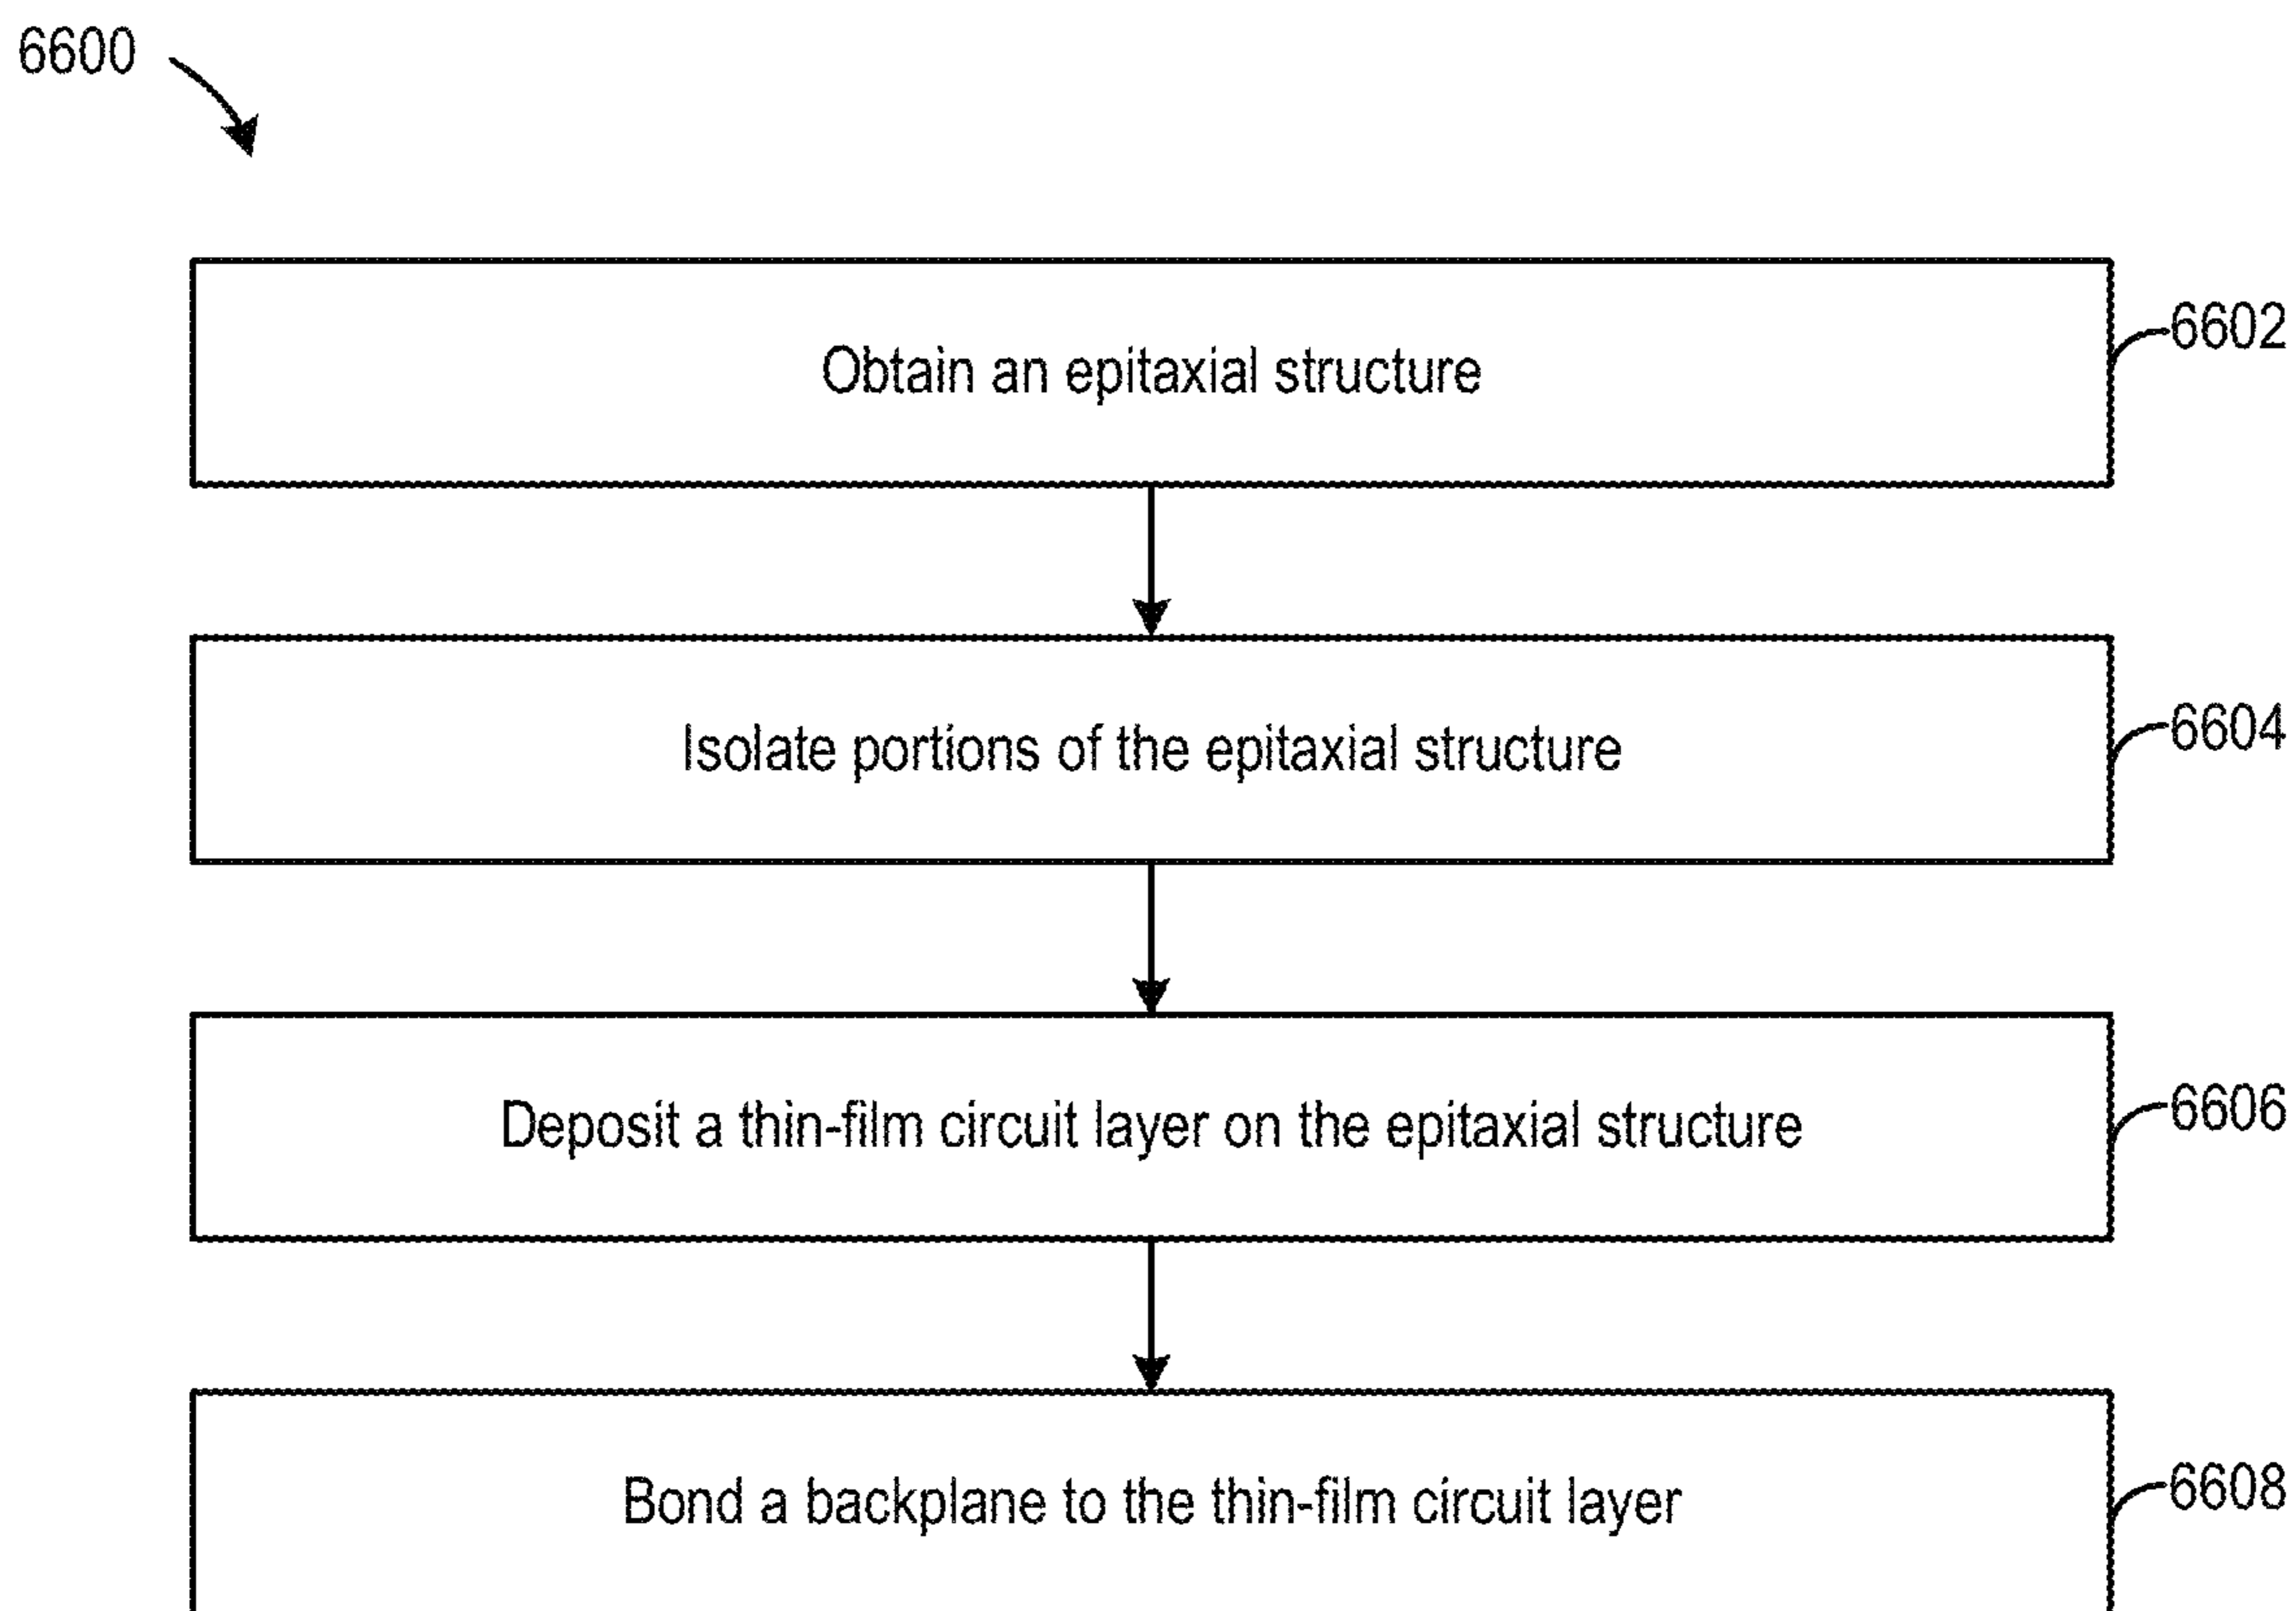 6600
Obtain an epitaxial structure
6602
Isolate portions of the epitaxial structure
6604
Deposit a thin-film circuit layer on the epitaxial structure
6606
Bond a backplane to the thin-film circuit layer
6608